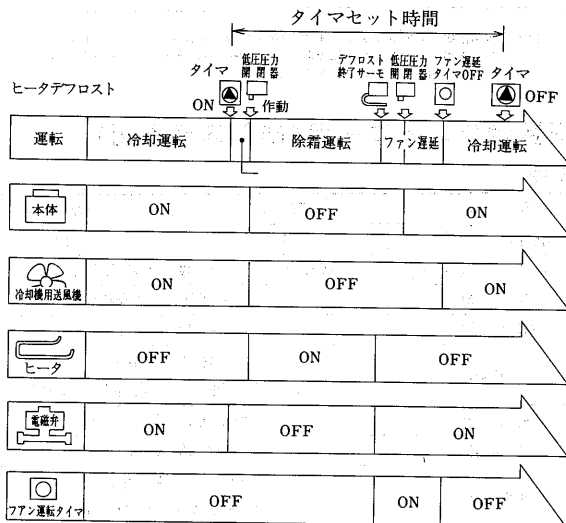 タイマセット時間
タイマ
低圧圧力
開閉器
デフロスト
終了サーモ
低圧圧力
開閉器
ファン遅延
タイマOFF
タイマ
ヒータデフロスト
ON
作動
OFF
運転
冷却運転
除霜運転
ファン遅延
冷却運転
本体
ON
OFF
ON
冷却機用送風機
ON
OFF
ON
ヒータ
OFF
ON
OFF
電磁弁
ON
OFF
ON
フアン運転タイマ
OFF
ON
OFF